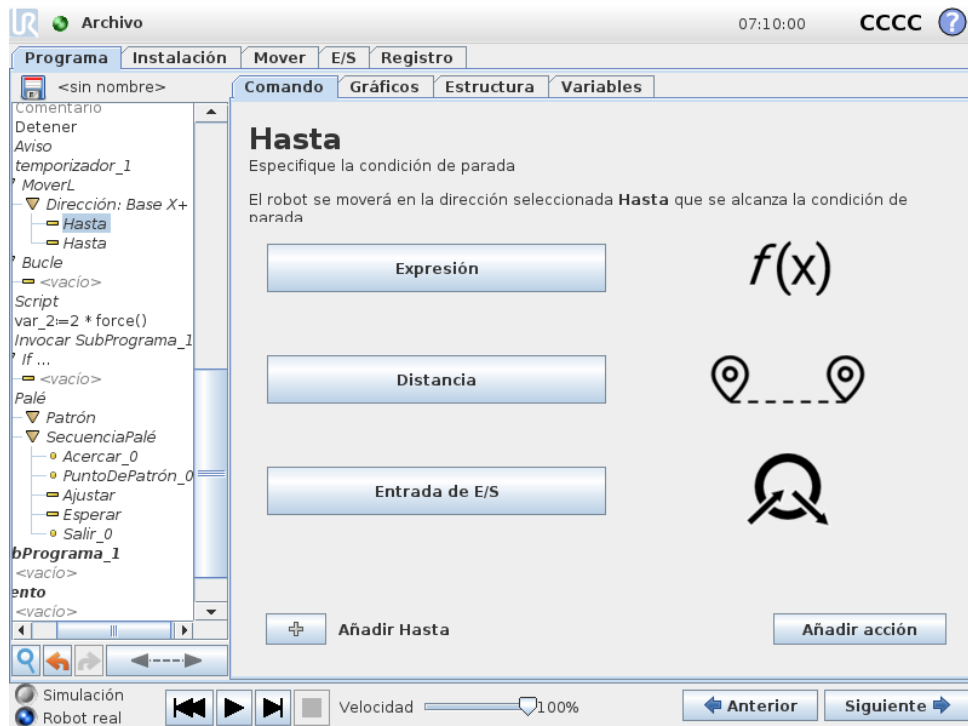 Archivo
07:10:00
CCCC
?
Programa
Instalación
Mover
E/S
Registro
<sin nombre>
Comando
Gráficos
Estructura
Variables
Comentario
Detener
Aviso
temporizador_1
MoverL
Dirección: Base X+
Hasta
Hasta
Bucle
<vacío>
Script
var_2:=2 * force()
Invocar SubPrograma_1
If ...
<vacío>
Palé
Patrón
SecuenciaPalé
Acercar_0
PuntoDePatrón_0
Ajustar
Esperar
Salir_0
bPrograma_1
<vacío>
ento
<vacío>
Hasta
Especifique la condición de parada
El robot se moverá en la dirección seleccionada Hasta que se alcanza la condición de
parada
Expresión
f(x)
Distancia
Entrada de E/S
Añadir Hasta
Añadir acción
Simulación
Robot real
Velocidad
100%
Anterior
Siguiente